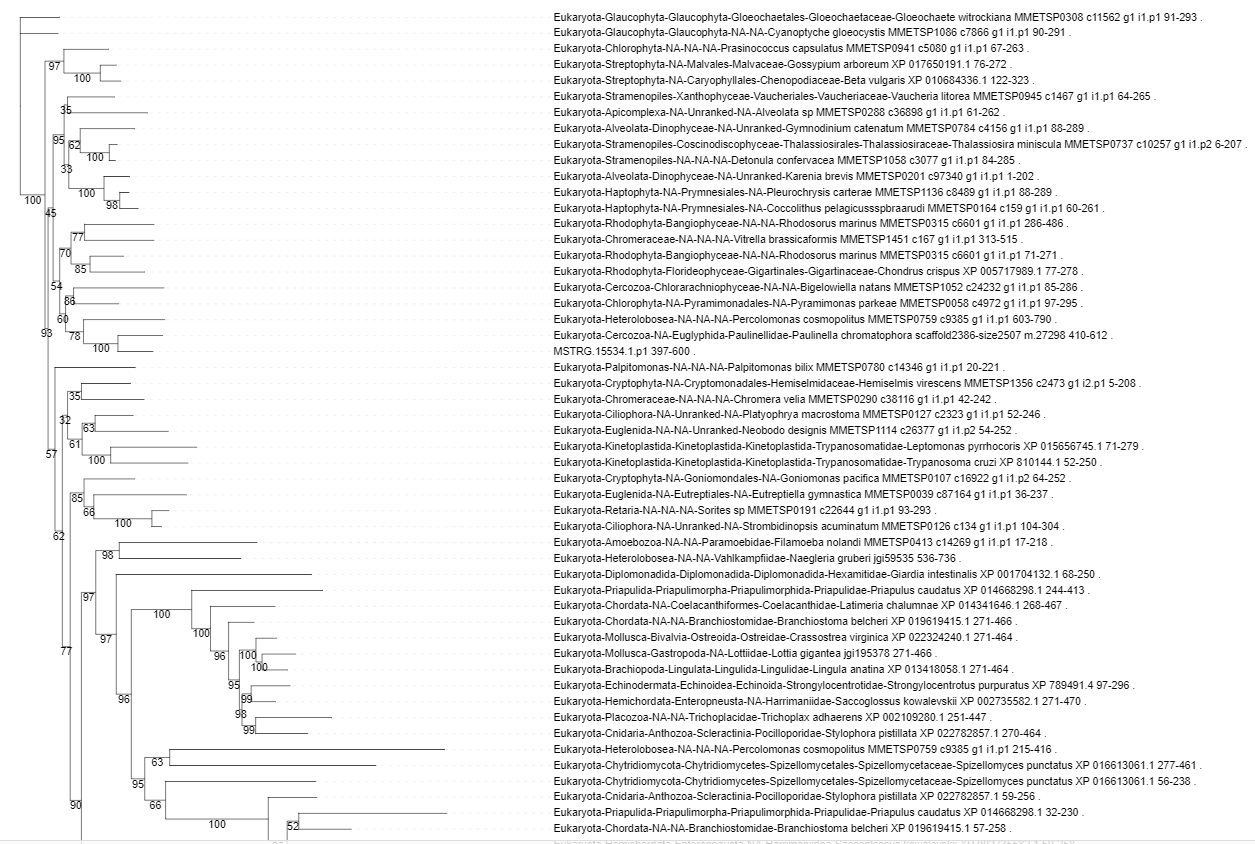 Eukaryota-Glaucophyta-Glaucophyta-Gloeochaetales-Gloeochaetaceae-Gloeochaete witrockiana MMETSP0308 c11562 g1 i1.p1 91-293 .
Eukaryota-Glaucophyta-Glaucophyta-NA-NA-Cyanoptyche gloeocystis MMETSP1086 c7866 g1 i1.p1 90-291 .
Eukaryota-Chlorophyta-NA-NA-NA-Prasinococcus capsulatus MMETSP0941 c5080 g1 i1.p1 67-263 .
97
Eukaryota-Streptophyta-NA-Malvales-Malvaceae-Gossypium arboreum XP 017650191.1 76-272 .
100
Eukaryota-Streptophyta-NA-Caryophyllales-Chenopodiaceae-Beta vulgaris XP 010684336.1 122-323 .
Eukaryota-Stramenopiles-Xanthophyceae-Vaucheriales-Vaucheriaceae-Vaucheria litorea MMETSP0945 c1467 g1 i1.p1 64-265 .
35
Eukaryota-Apicomplexa-NA-Unranked-NA-Alveolata sp MMETSP0288 c36898 g1 i1.p1 61-262 .
Eukaryota-Alveolata-Dinophyceae-NA-Unranked-Gymnodinium catenatum MMETSP0784 c4156 g1 i1.p1 88-289 .
95
62
Eukaryota-Stramenopiles-Coscinodiscophyceae-Thalassiosirales-Thalassiosiraceae-Thalassiosira miniscula MMETSP0737 c10257 g1 i1.p2 6-207 .
100
Eukaryota-Stramenopiles-NA-NA-NA-Detonula confervacea MMETSP1058 c3077 g1 i1.p1 84-285 .
33
Eukaryota-Alveolata-Dinophyceae-NA-Unranked-Karenia brevis MMETSP0201 c97340 g1 i1.p1 1-202 .
100
Eukaryota-Haptophyta-NA-Prymnesiales-NA-Pleurochrysis carterae MMETSP1136 c8489 g1 i1.p1 88-289 .
100
98
Eukaryota-Haptophyta-NA-Prymnesiales-NA-Coccolithus pelagicussspbraarudi MMETSP0164 c159 g1 i1.p1 60-261 .
45
Eukaryota-Rhodophyta-Bangiophyceae-NA-NA-Rhodosorus marinus MMETSP0315 c6601 g1 i1.p1 286-486 .
77
Eukaryota-Chromeraceae-NA-NA-NA-Vitrella brassicaformis MMETSP1451 c167 g1 i1.p1 313-515 .
70
Eukaryota-Rhodophyta-Bangiophyceae-NA-NA-Rhodosorus marinus MMETSP0315 c6601 g1 i1.p1 71-271 .
85
Eukaryota-Rhodophyta-Florideophyceae-Gigartinales-Gigartinaceae-Chondrus crispus XP 005717989.1 77-278 .
54
Eukaryota-Cercozoa-Chlorarachniophyceae-NA-NA-Bigelowiella natans MMETSP1052 c24232 g1 i1.p1 85-286 .
86
Eukaryota-Chlorophyta-NA-Pyramimonadales-NA-Pyramimonas parkeae MMETSP0058 c4972 g1 i1.p1 97-295 .
60
Eukaryota-Heterolobosea-NA-NA-NA-Percolomonas cosmopolitus MMETSP0759 c9385 g1 i1.p1 603-790 .
93
78
Eukaryota-Cercozoa-NA-Euglyphida-Paulinellidae-Paulinella chromatophora scaffold2386-size2507 m.27298 410-612 .
100
MSTRG.15534.1.p1 397-600 .
Eukaryota-Palpitomonas-NA-NA-NA-Palpitomonas bilix MMETSP0780 c14346 g1 i1.p1 20-221 .
Eukaryota-Cryptophyta-NA-Cryptomonadales-Hemiselmidaceae-Hemiselmis virescens MMETSP1356 c2473 g1 i2.p1 5-208 .
35
Eukaryota-Chromeraceae-NA-NA-NA-Chromera velia MMETSP0290 c38116 g1 i1.p1 42-242 .
32
Eukaryota-Ciliophora-NA-Unranked-NA-Platyophrya macrostoma MMETSP0127 c2323 g1 i1.p1 52-246 .
63
Eukaryota-Euglenida-NA-Unranked-Neobodo designis MMETSP1114 c26377 g1 i1.p2 54-252 .
61
Eukaryota-Kinetoplastida-Kinetoplastida-Kinetoplastida-Trypanosomatidae-Leptomonas pyrrhocoris XP 015656745.1 71-279 .
57
100
Eukaryota-Kinetoplastida-Kinetoplastida-Kinetoplastida-Trypanosomatidae-Trypanosoma cruzi XP 810144.1 52-250 .
Eukaryota-Cryptophyta-NA-Goniomondales-NA-Goniomonas pacifica MMETSP0107 c16922 g1 i1.p2 64-252 .
85
Eukaryota-Euglenida-NA-Eutreptiales-NA-Eutreptiella gymnastica MMETSP0039 c87164 g1 i1.p1 36-237 .
66
Eukaryota-Retaria-NA-NA-NA-Sorites sp MMETSP0191 c22644 g1 i1.p1 93-293 .
100
Eukaryota-Ciliophora-NA-Unranked-NA-Strombidinopsis acuminatum MMETSP0126 c134 g1 i1.p1 104-304 .
62
Eukaryota-Amoebozoa-NA-NA-Paramoebidae-Filamoeba nolandi MMETSP0413 c14269 g1 i1.p1 17-218 .
98
Eukaryota-Heterolobosea-NA-NA-Vahlkampfiidae-Naegleria gruberi jgi59535 536-736 .
Eukaryota-Diplomonadida-Diplomonadida-Diplomonadida-Hexamitidae-Giardia intestinalis XP 001704132.1 68-250 .
97
Eukaryota-Priapulida-Priapulimorpha-Priapulimorphida-Priapulidae-Priapulus caudatus XP 014668298.1 244-413 .
100
Eukaryota-Chordata-NA-Coelacanthiformes-Coelacanthidae-Latimeria chalumnae XP 014341646.1 268-467 .
Eukaryota-Chordata-NA-NA-Branchiostomidae-Branchiostoma belcheri XP 019619415.1 271-466 .
100
97
Eukaryota-Mollusca-Bivalvia-Ostreoida-Ostreidae-Crassostrea virginica XP 022324240.1 271-464 .
77
96
100
Eukaryota-Mollusca-Gastropoda-NA-Lottiidae-Lottia gigantea jgi195378 271-466 .
100
Eukaryota-Brachiopoda-Lingulata-Lingulida-Lingulidae-Lingula anatina XP 013418058.1 271-464 .
95
Eukaryota-Echinodermata-Echinoidea-Echinoida-Strongylocentrotidae-Strongylocentrotus purpuratus XP 789491.4 97-296 .
96
99
Eukaryota-Hemichordata-Enteropneusta-NA-Harrimaniidae-Saccoglossus kowalevskii XP 002735582.1 271-470 .
98
Eukaryota-Placozoa-NA-NA-Trichoplacidae-Trichoplax adhaerens XP 002109280.1 251-447 .
99
Eukaryota-Cnidaria-Anthozoa-Scleractinia-Pocilloporidae-Stylophora pistillata XP 022782857.1 270-464 .
Eukaryota-Heterolobosea-NA-NA-NA-Percolomonas cosmopolitus MMETSP0759 c9385 g1 i1.p1 215-416 .
63
Eukaryota-Chytridiomycota-Chytridiomycetes-Spizellomycetales-Spizellomycetaceae-Spizellomyces punctatus XP 016613061.1 277-461 .
95
Eukaryota-Chytridiomycota-Chytridiomycetes-Spizellomycetales-Spizellomycetaceae-Spizellomyces punctatus XP 016613061.1 56-238 .
90
66
Eukaryota-Cnidaria-Anthozoa-Scleractinia-Pocilloporidae-Stylophora pistillata XP 022782857.1 59-256 .
Eukaryota-Priapulida-Priapulimorpha-Priapulimorphida-Priapulidae-Priapulus caudatus XP 014668298.1 32-230 .
100
52
Eukaryota-Chordata-NA-NA-Branchiostomidae-Branchiostoma belcheri XP 019619415.1 57-258 .